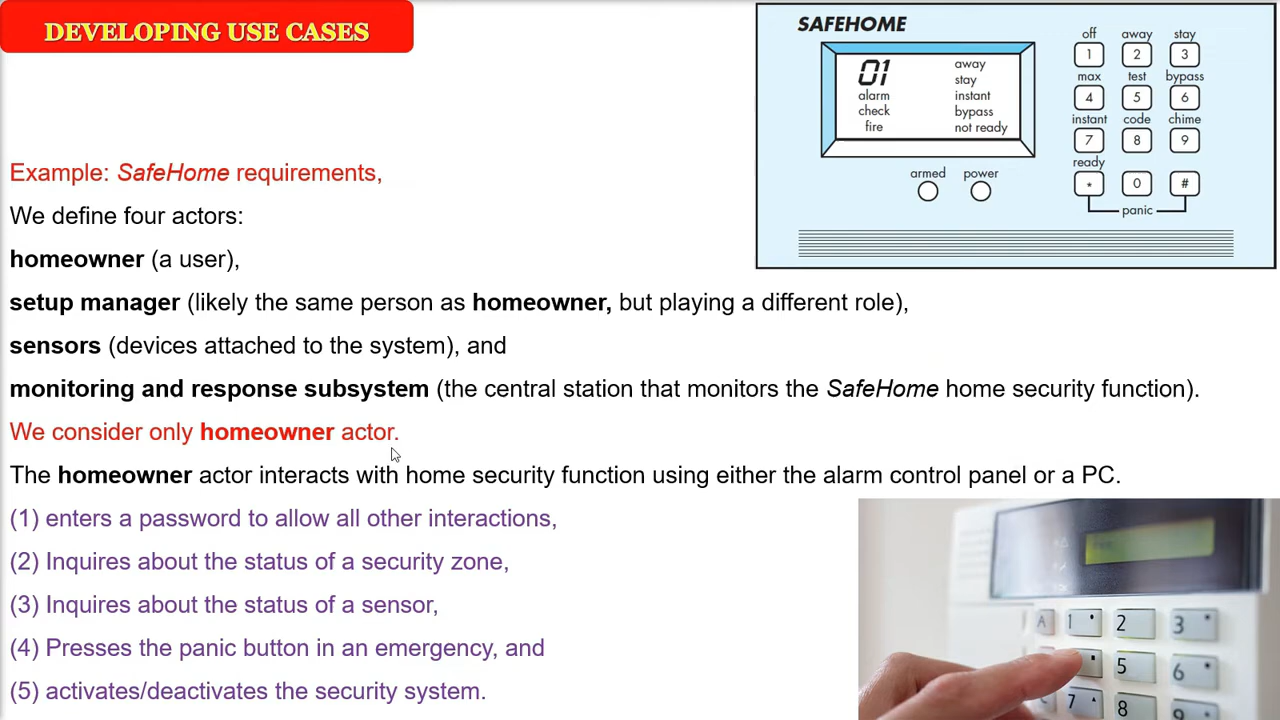 DEVELOPING USE CASES
Example: SafeHome requirements,
We define four actors:
homeowner (a user),
setup manager (likely the same person as homeowner, but playing a different role),
sensors (devices attached to the system), and
monitoring and response subsystem (the central station that monitors the SafeHome home security function).
We consider only homeowner actor.
The homeowner actor interacts with home security function using either the alarm control panel or a PC.
(1) enters a password to allow all other interactions,
(2) Inquires about the status of a security zone,
(3) Inquires about the status of a sensor,
(4) Presses the panic button in an emergency, and
(5) activates/deactivates the security system.
SAFEHOME
01
alarm
check
fire
away
stay
instant
bypass
not ready
armed power
off away stay
1 2 3
max test bypass
4 5 6
instant code chime
7 8 9
ready
* 0 #
panic
A 1 2 3
5 6
7 8 9